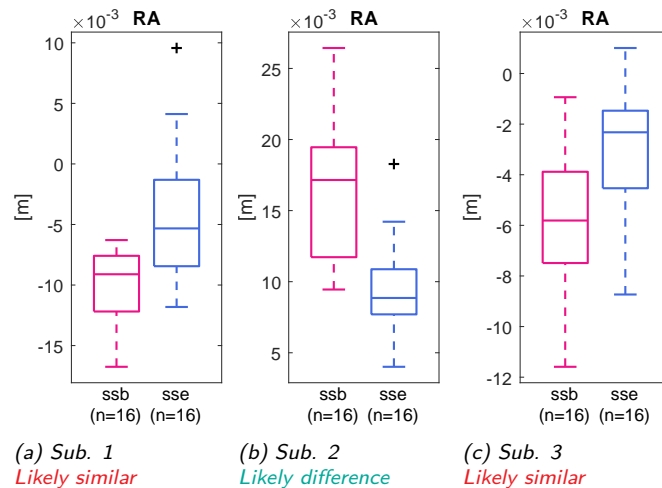 ×10⁻³ RA
10
5
0
-5
-10
-15
[m]
ssb sse
(n=16) (n=16)
(a) Sub. 1
Likely similar
×10⁻³ RA
25
20
15
10
5
[m]
ssb sse
(n=16) (n=16)
(b) Sub. 2
Likely difference
×10⁻³ RA
0
-2
-4
-6
-8
-10
-12
[m]
ssb sse
(n=16) (n=16)
(c) Sub. 3
Likely similar